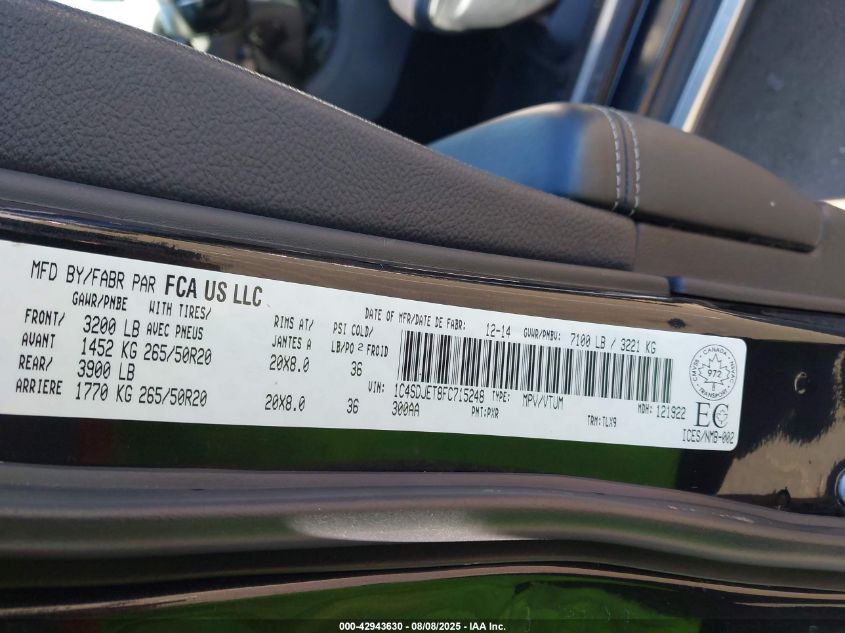 MFD BY/FABR PAR FCA US LLC
DATE OF MFR/DATE DE FABR: 12-14 GVWR/PNBV: 7100 LB / 3221 KG
GAWR/PNBE WITH TIRES/ RIMS AT/ PSI COLD/
FRONT/ 3200 LB AVEC PNEUS JANTES A LB/PO 2 FROID
AVANT 1452 KG 265/50R20 20X8.0 36
REAR/ 3900 LB
ARRIERE 1770 KG 265/50R20 20X8.0 36
VIN: 1C4SDJET8FC715248 TYPE: MPV/VTUM MDH: 121922
300AA PNT:PXR TRM:TLX9
CANADA
CMVSS 972 NSVAC
EC
ICES/NMB-002
000-42943630 - 08/08/2025 - IAA Inc.